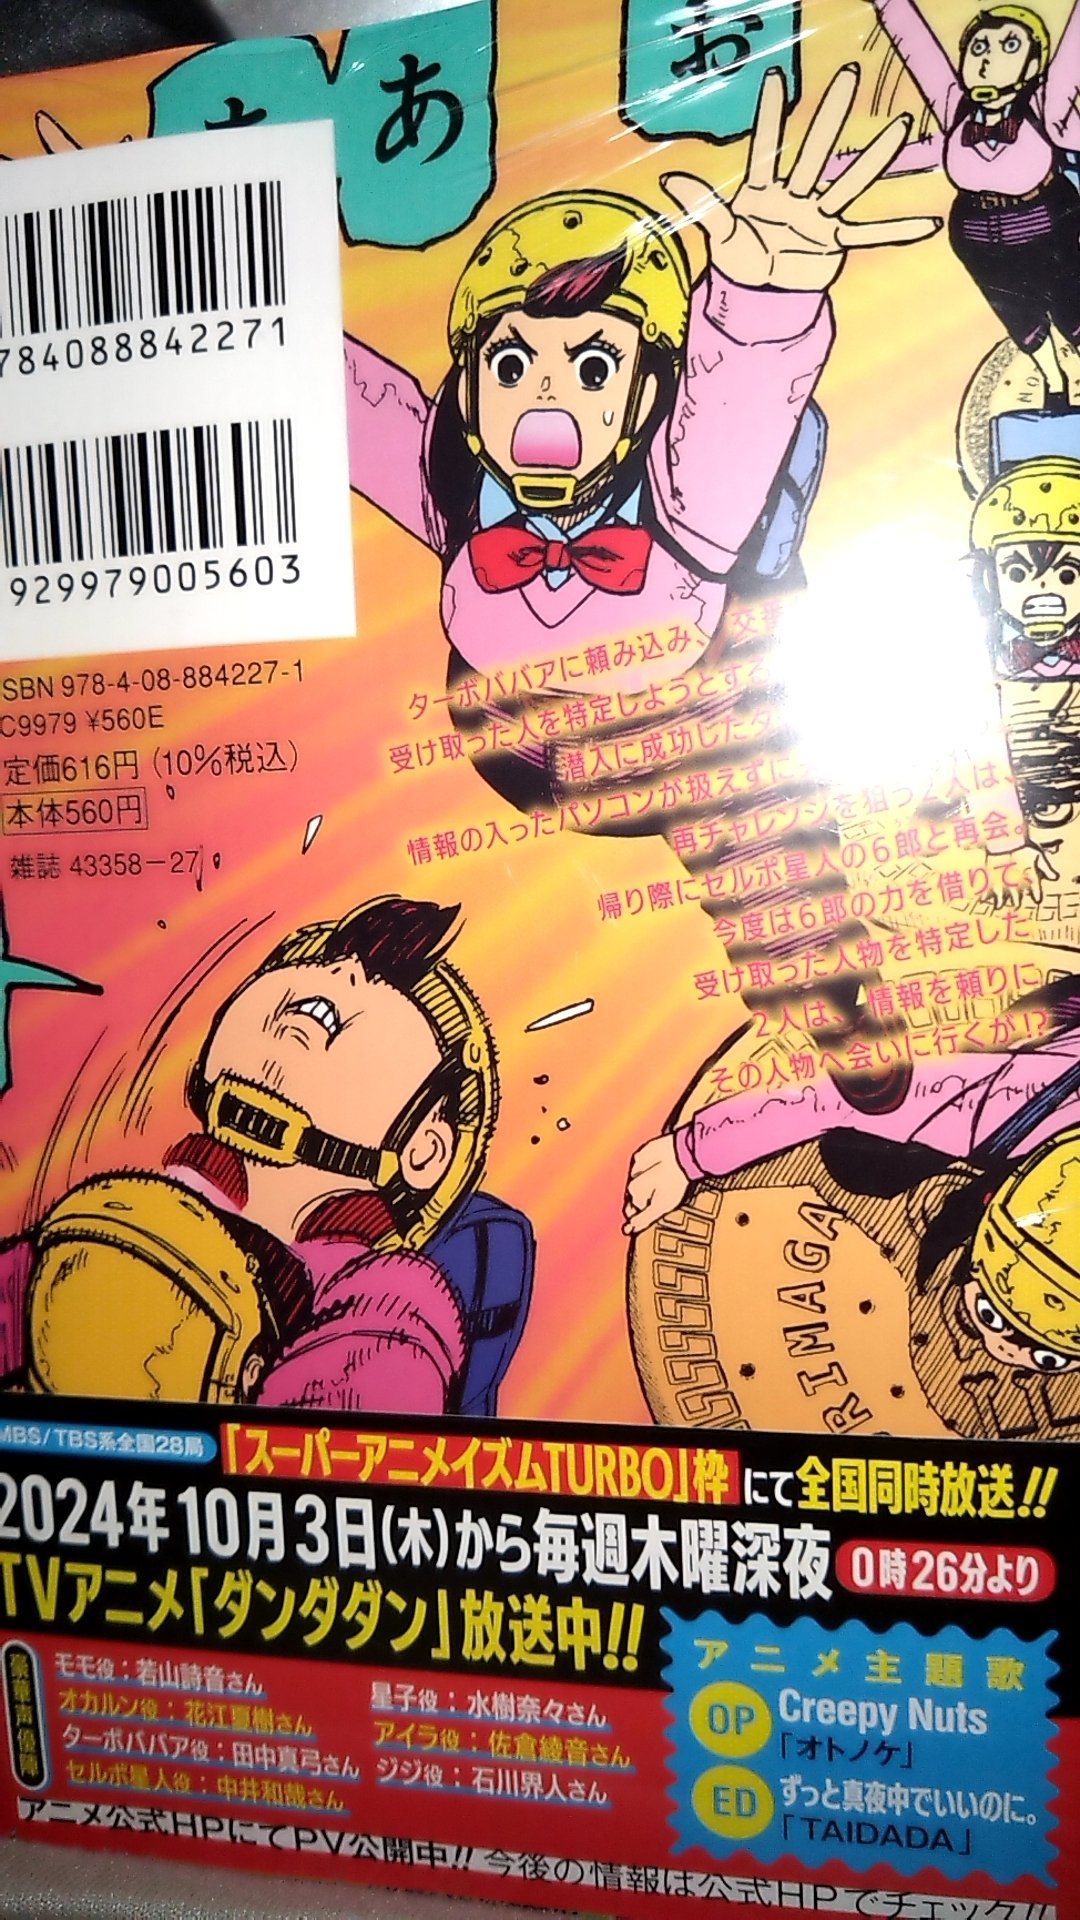 あ
お
784088842271
929979005603
SBN 978-4-08-884227-1
C9979 ¥560E
定価616円 (10%税込)
本体560円
雑誌 43358-27
ターボババアに頼み込み、交番
受け取った人を特定しようとする
潜入に成功した
情報の入ったパソコンが扱えずに
再チャレンジを狙う2人は、
帰り際にセルポ星人の6郎と再会。
今度は6郎の力を借りて、
受け取った人物を特定した
2人は、情報を頼りに
その人物へ会いに行くが!?
RIMAGA
MBS/TBS系全国28局
「スーパーアニメイズムTURBO」枠にて全国同時放送!!
2024年10月3日(木)から毎週木曜深夜 0時26分より
TVアニメ「ダンダダン」放送中!!
豪華声優陣
モモ役：若山詩音さん
オカルン役：花江夏樹さん
ターボババア役：田中真弓さん
セルポ星人役：中井和哉さん
星子役：水樹奈々さん
アイラ役：佐倉綾音さん
ジジ役：石川界人さん
アニメ主題歌
OP Creepy Nuts
「オトノケ」
ED ずっと真夜中でいいのに。
「TAIDADA」
アニメ公式HPにてPV公開中!! 今後の情報は公式HPでチェック!!